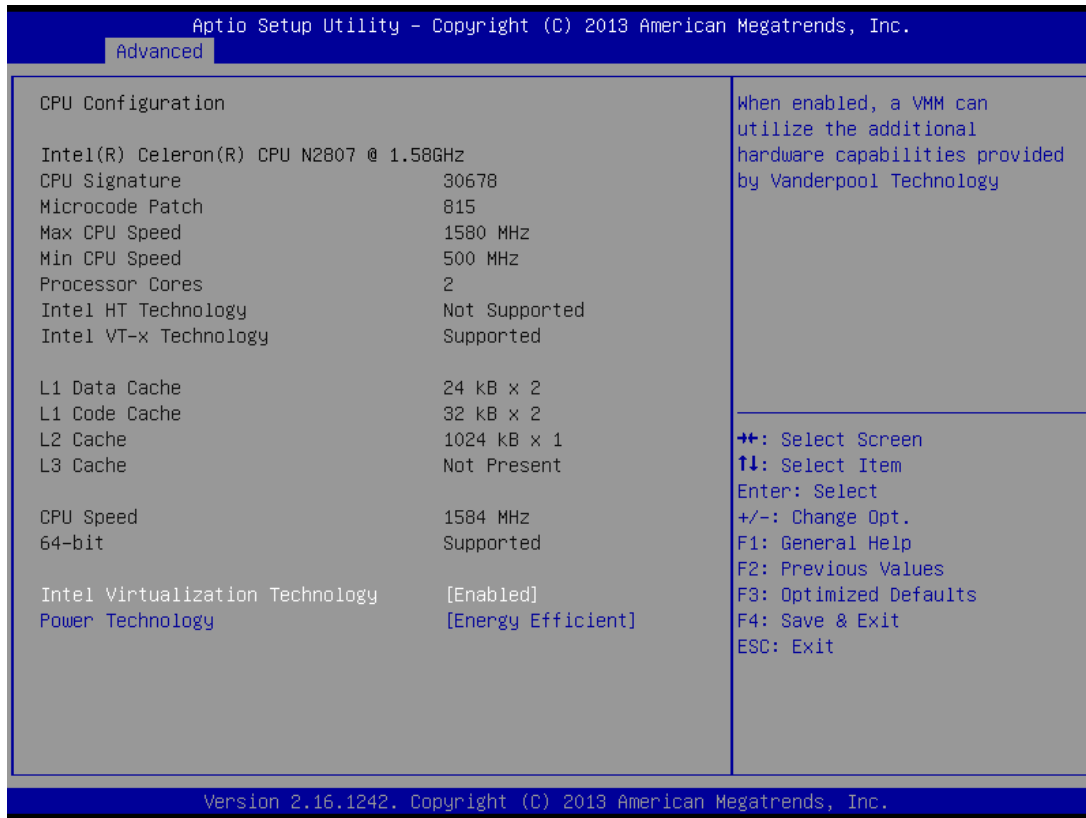 Aptio Setup Utility – Copyright (C) 2013 American Megatrends, Inc.
Advanced
CPU Configuration
Intel(R) Celeron(R) CPU N2807 @ 1.58GHz
CPU Signature 30678
Microcode Patch 815
Max CPU Speed 1580 MHz
Min CPU Speed 500 MHz
Processor Cores 2
Intel HT Technology Not Supported
Intel VT-x Technology Supported
L1 Data Cache 24 kB x 2
L1 Code Cache 32 kB x 2
L2 Cache 1024 kB x 1
L3 Cache Not Present
CPU Speed 1584 MHz
64-bit Supported
Intel Virtualization Technology [Enabled]
Power Technology [Energy Efficient]
When enabled, a VMM can
utilize the additional
hardware capabilities provided
by Vanderpool Technology
→←: Select Screen
↑↓: Select Item
Enter: Select
+/-: Change Opt.
F1: General Help
F2: Previous Values
F3: Optimized Defaults
F4: Save & Exit
ESC: Exit
Version 2.16.1242. Copyright (C) 2013 American Megatrends, Inc.